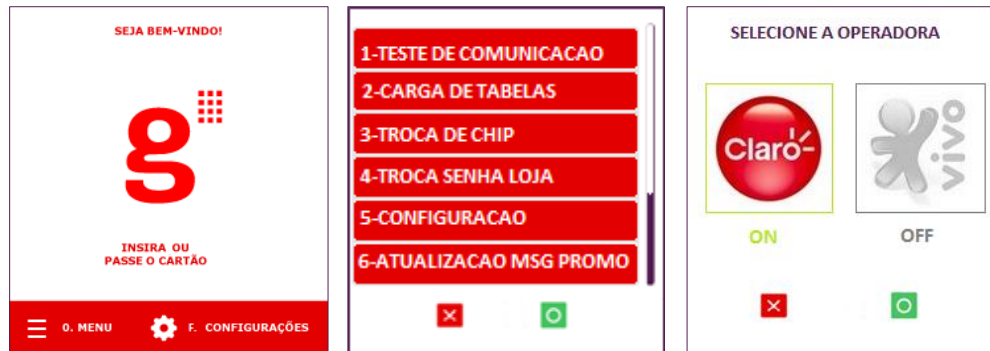 SEJA BEM-VINDO!
g
INSIRA OU
PASSE O CARTÃO
0. MENU
F. CONFIGURAÇÕES
1-TESTE DE COMUNICACAO
2-CARGA DE TABELAS
3-TROCA DE CHIP
4-TROCA SENHA LOJA
5-CONFIGURACAO
6-ATUALIZACAO MSG PROMO
SELECIONE A OPERADORA
Claro
vivo
ON
OFF